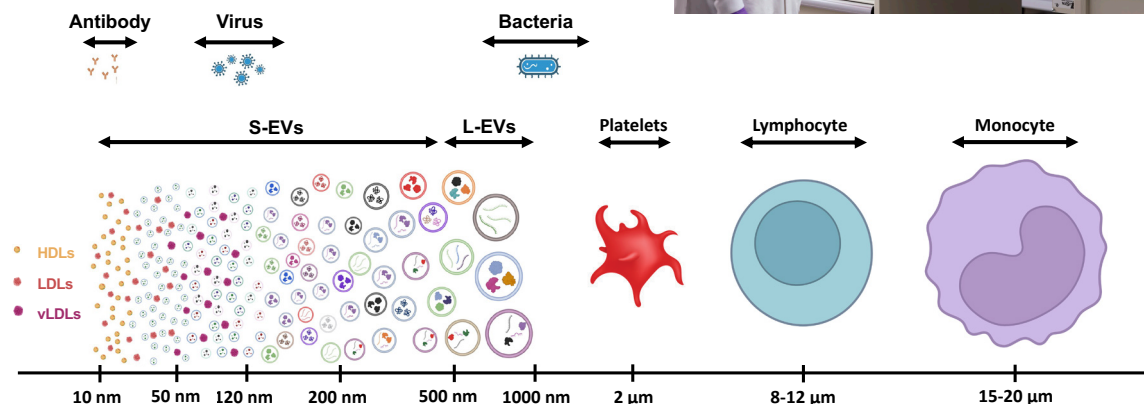 Antibody
Virus
Bacteria
S-EVs
L-EVs
Platelets
Lymphocyte
Monocyte
HDLs
LDLs
vLDLs
10 nm
50 nm
120 nm
200 nm
500 nm
1000 nm
2 µm
8-12 µm
15-20 µm